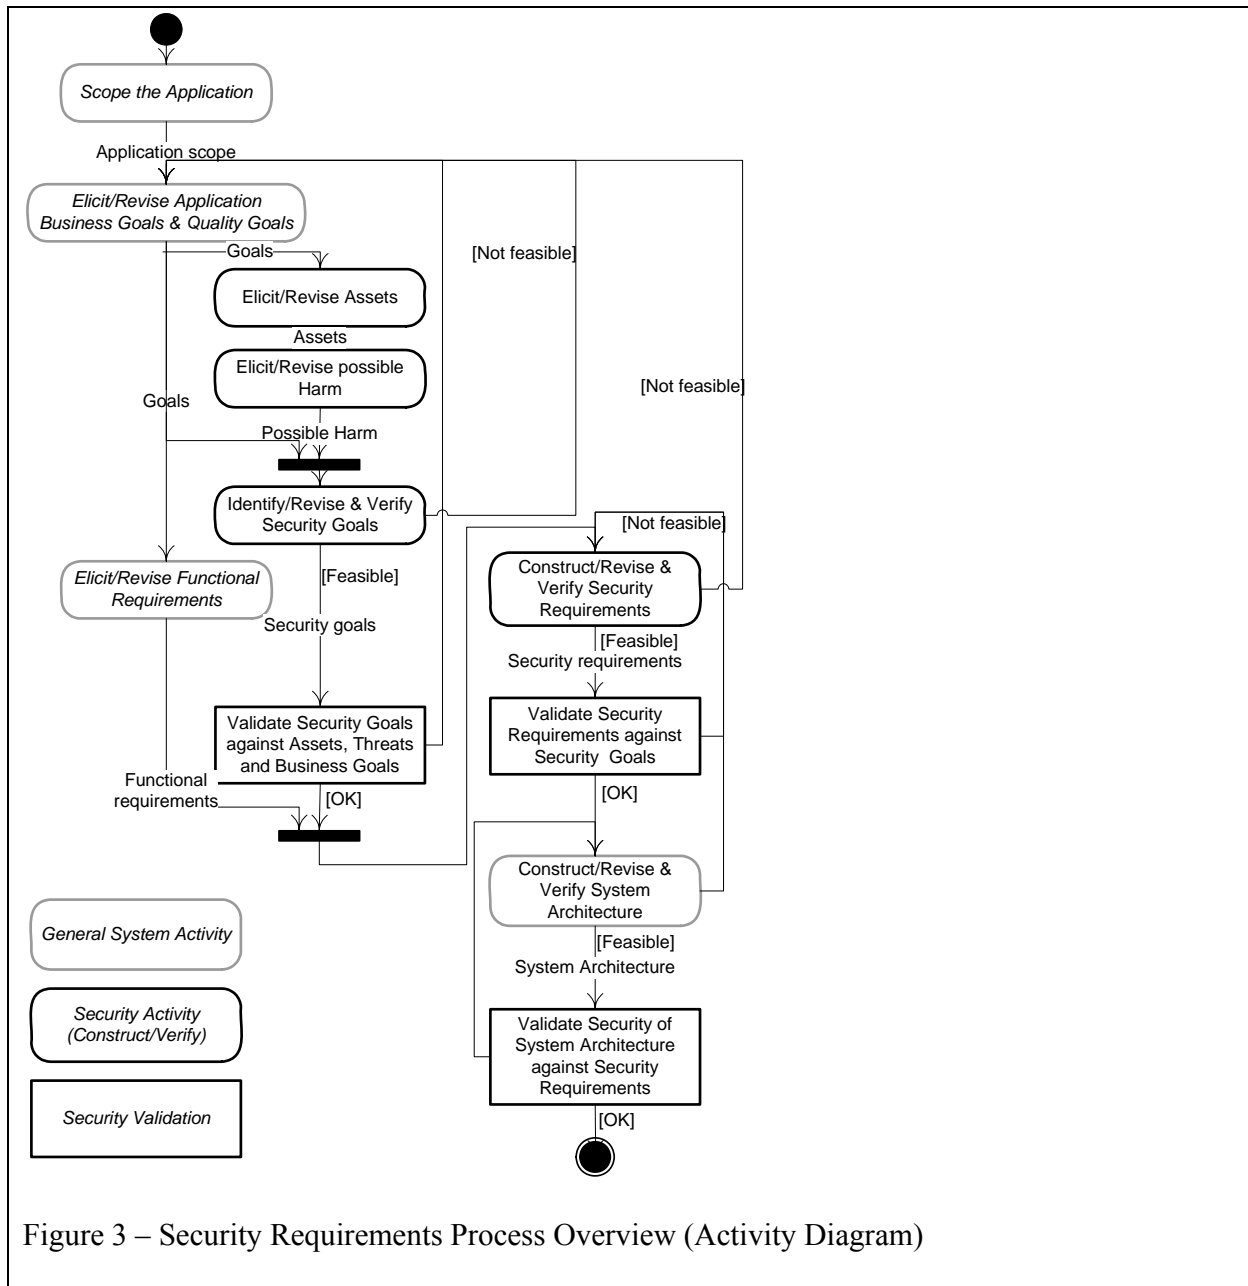 Scope the Application
Application scope
Elicit/Revise Application
Business Goals & Quality Goals
Goals
[Not feasible]
Elicit/Revise Assets
Assets
Elicit/Revise possible
Harm
[Not feasible]
Goals
Possible Harm
Identify/Revise & Verify
Security Goals
[Not feasible]
Elicit/Revise Functional
Requirements
[Feasible]
Construct/Revise &
Verify Security
Requirements
Security goals
[Feasible]
Security requirements
Validate Security Goals
against Assets, Threats
and Business Goals
Validate Security
Requirements against
Security Goals
Functional
requirements
[OK]
[OK]
Construct/Revise &
Verify System
Architecture
General System Activity
[Feasible]
System Architecture
Security Activity
(Construct/Verify)
Validate Security of
System Architecture
against Security
Requirements
Security Validation
[OK]
Figure 3 – Security Requirements Process Overview (Activity Diagram)